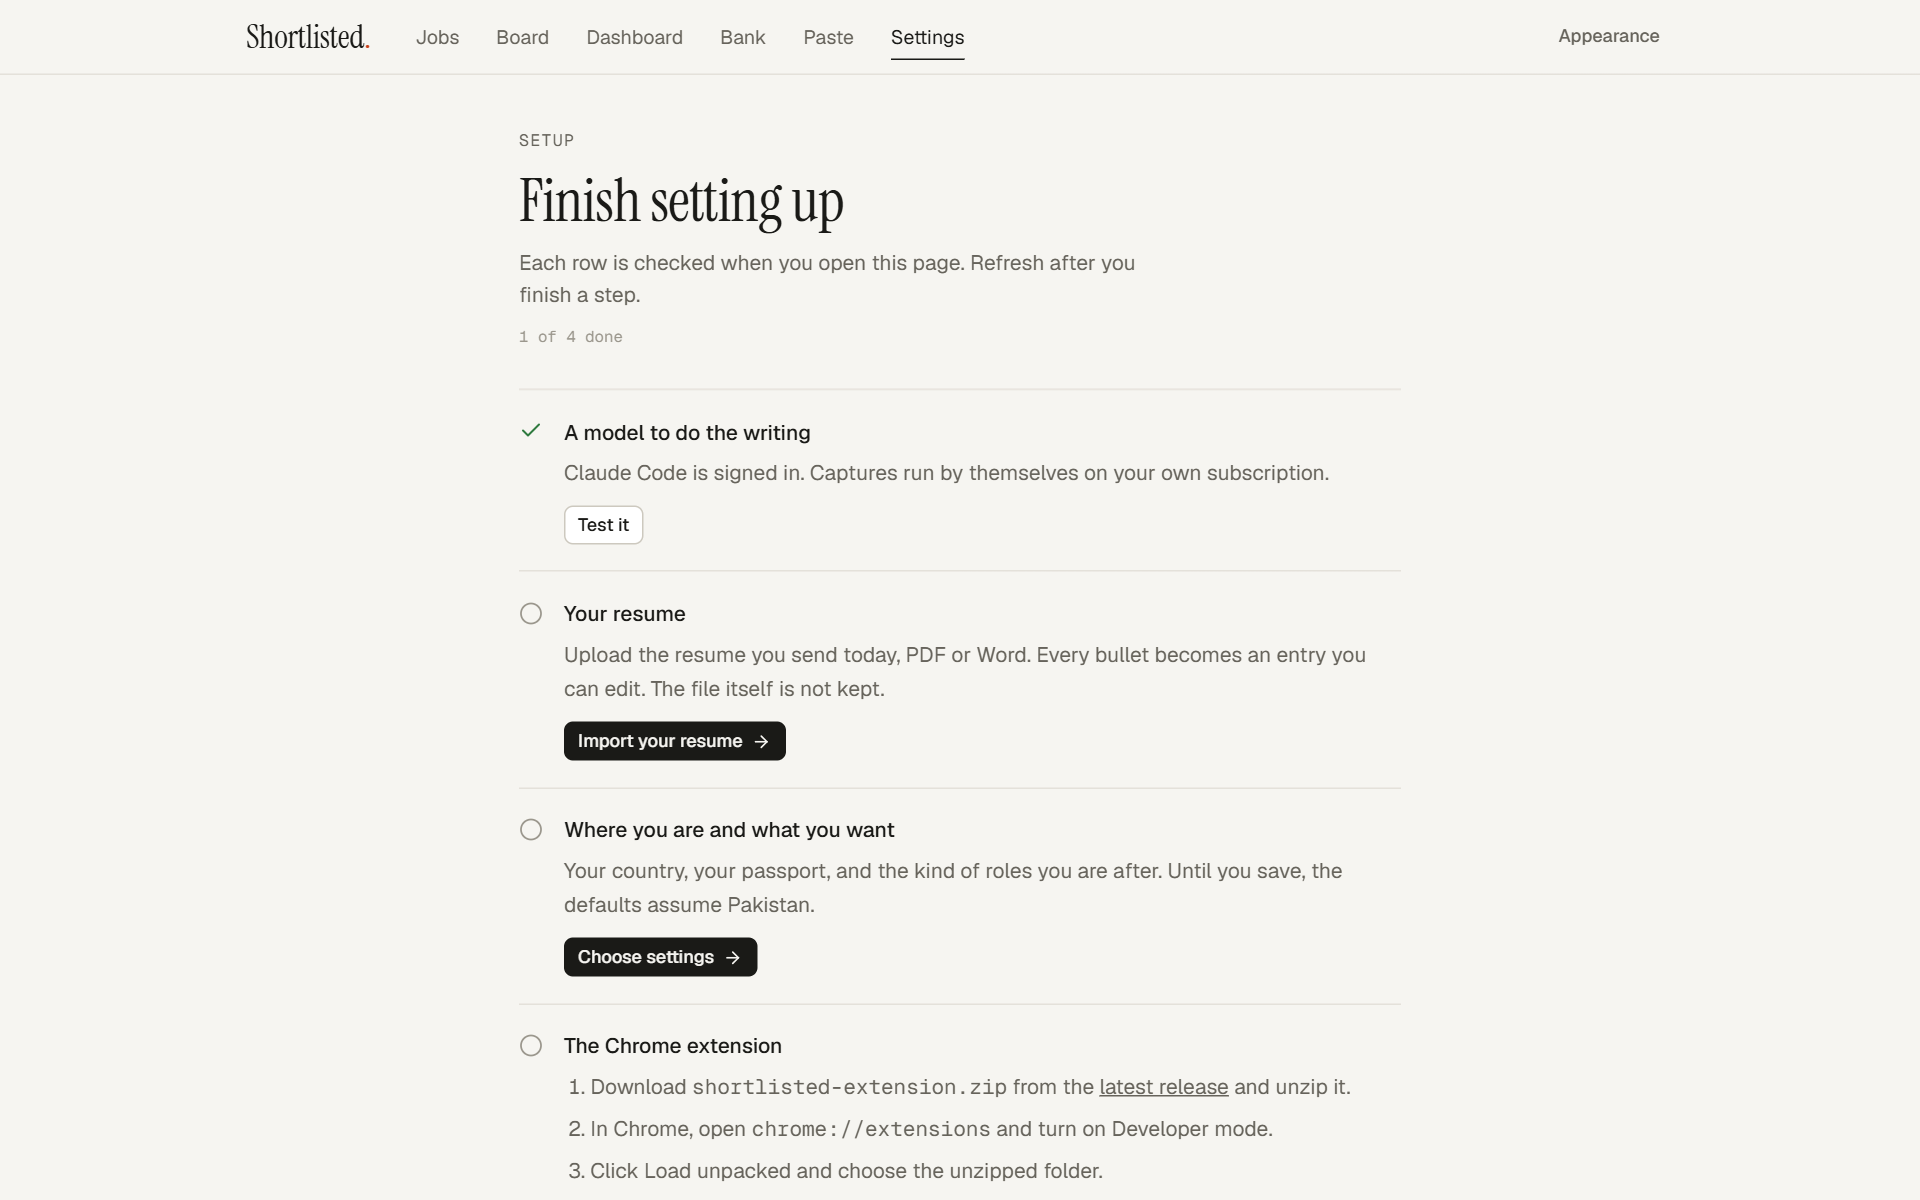 Shortlisted.
Jobs
Board
Dashboard
Bank
Paste
Settings
Appearance
SETUP
Finish setting up
Each row is checked when you open this page. Refresh after you
finish a step.
1 of 4 done
A model to do the writing
Claude Code is signed in. Captures run by themselves on your own subscription.
Test it
Your resume
Upload the resume you send today, PDF or Word. Every bullet becomes an entry you
can edit. The file itself is not kept.
Import your resume →
Where you are and what you want
Your country, your passport, and the kind of roles you are after. Until you save, the
defaults assume Pakistan.
Choose settings →
The Chrome extension
1. Download shortlisted-extension.zip from the latest release and unzip it.
2. In Chrome, open chrome://extensions and turn on Developer mode.
3. Click Load unpacked and choose the unzipped folder.